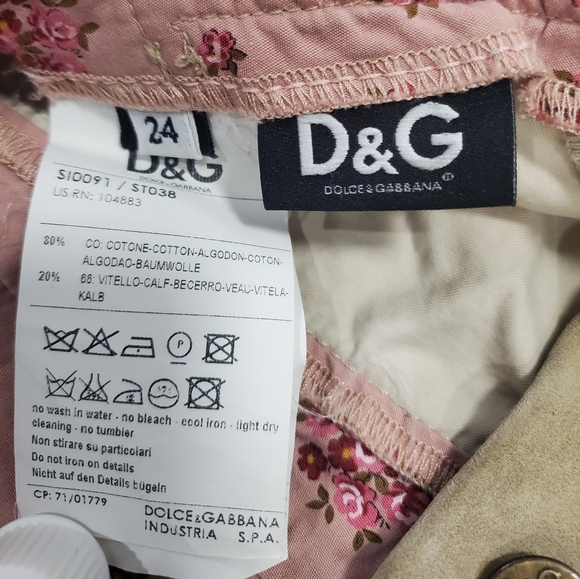 24
D&G
DOLCE & GABBANA
SI0091 / ST038
US RN: 104883
80% CO: COTONE-COTTON-ALGODON-COTON-
ALGODAO-BAUMWOLLE
20% 66: VITELLO-CALF-BECERRO-VEAU-VITELA-
KALB
P
no wash in water - no bleach - cool iron - light dry
cleaning - no tumbier
Non stirare su particolari
Do not iron on details
Nicht auf den Details bügeln
CP: 71/01779
DOLCE&GABBANA
INDUSTRIA S.P.A.
D&G
DOLCE&GABBANA